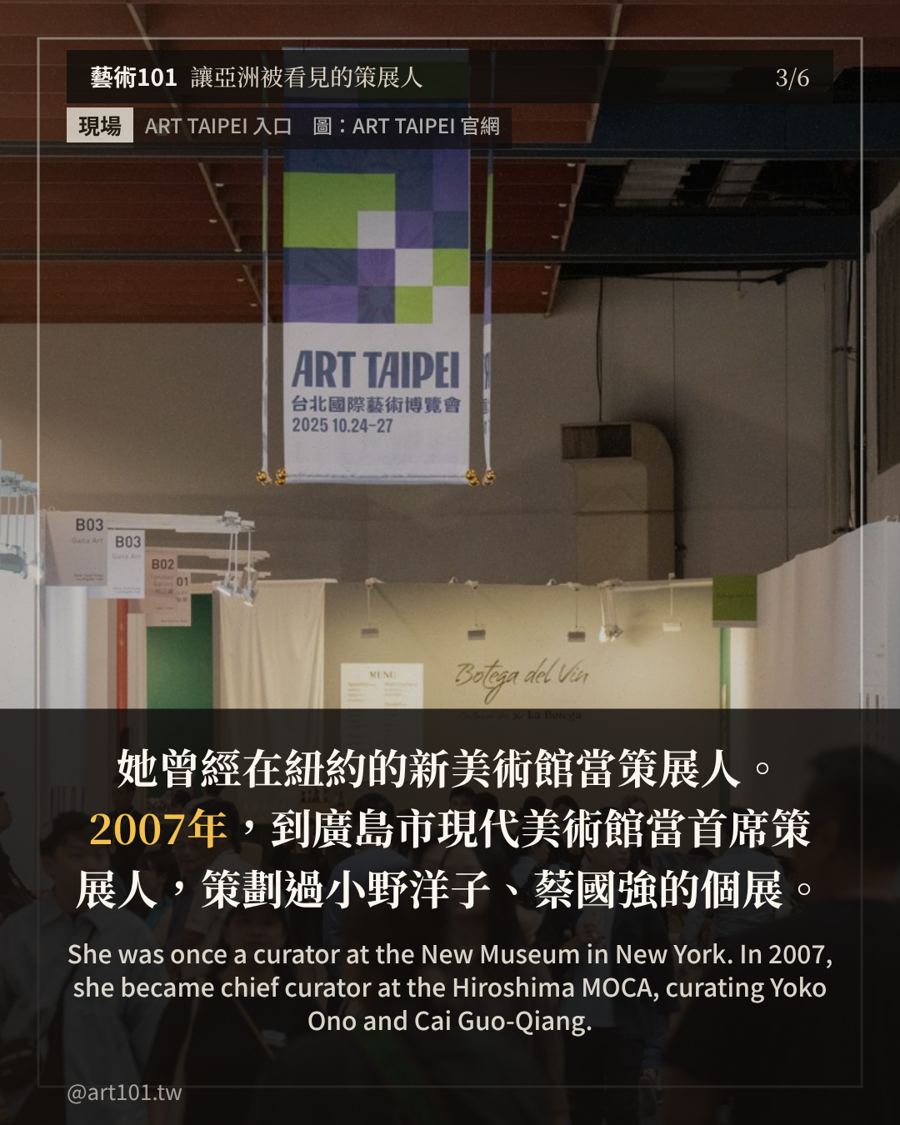 藝術101 讓亞洲被看見的策展人 3/6
現場 ART TAIPEI 入口 圖：ART TAIPEI 官網
ART TAIPEI
台北國際藝術博覽會
2025 10.24–27
B03
B03
B02
01
MENU
Botega del Vin
La Botega
她曾經在紐約的新美術館當策展人。
2007年，到廣島市現代美術館當首席策
展人，策劃過小野洋子、蔡國強的個展。
She was once a curator at the New Museum in New York. In 2007,
she became chief curator at the Hiroshima MOCA, curating Yoko
Ono and Cai Guo-Qiang.
@art101.tw